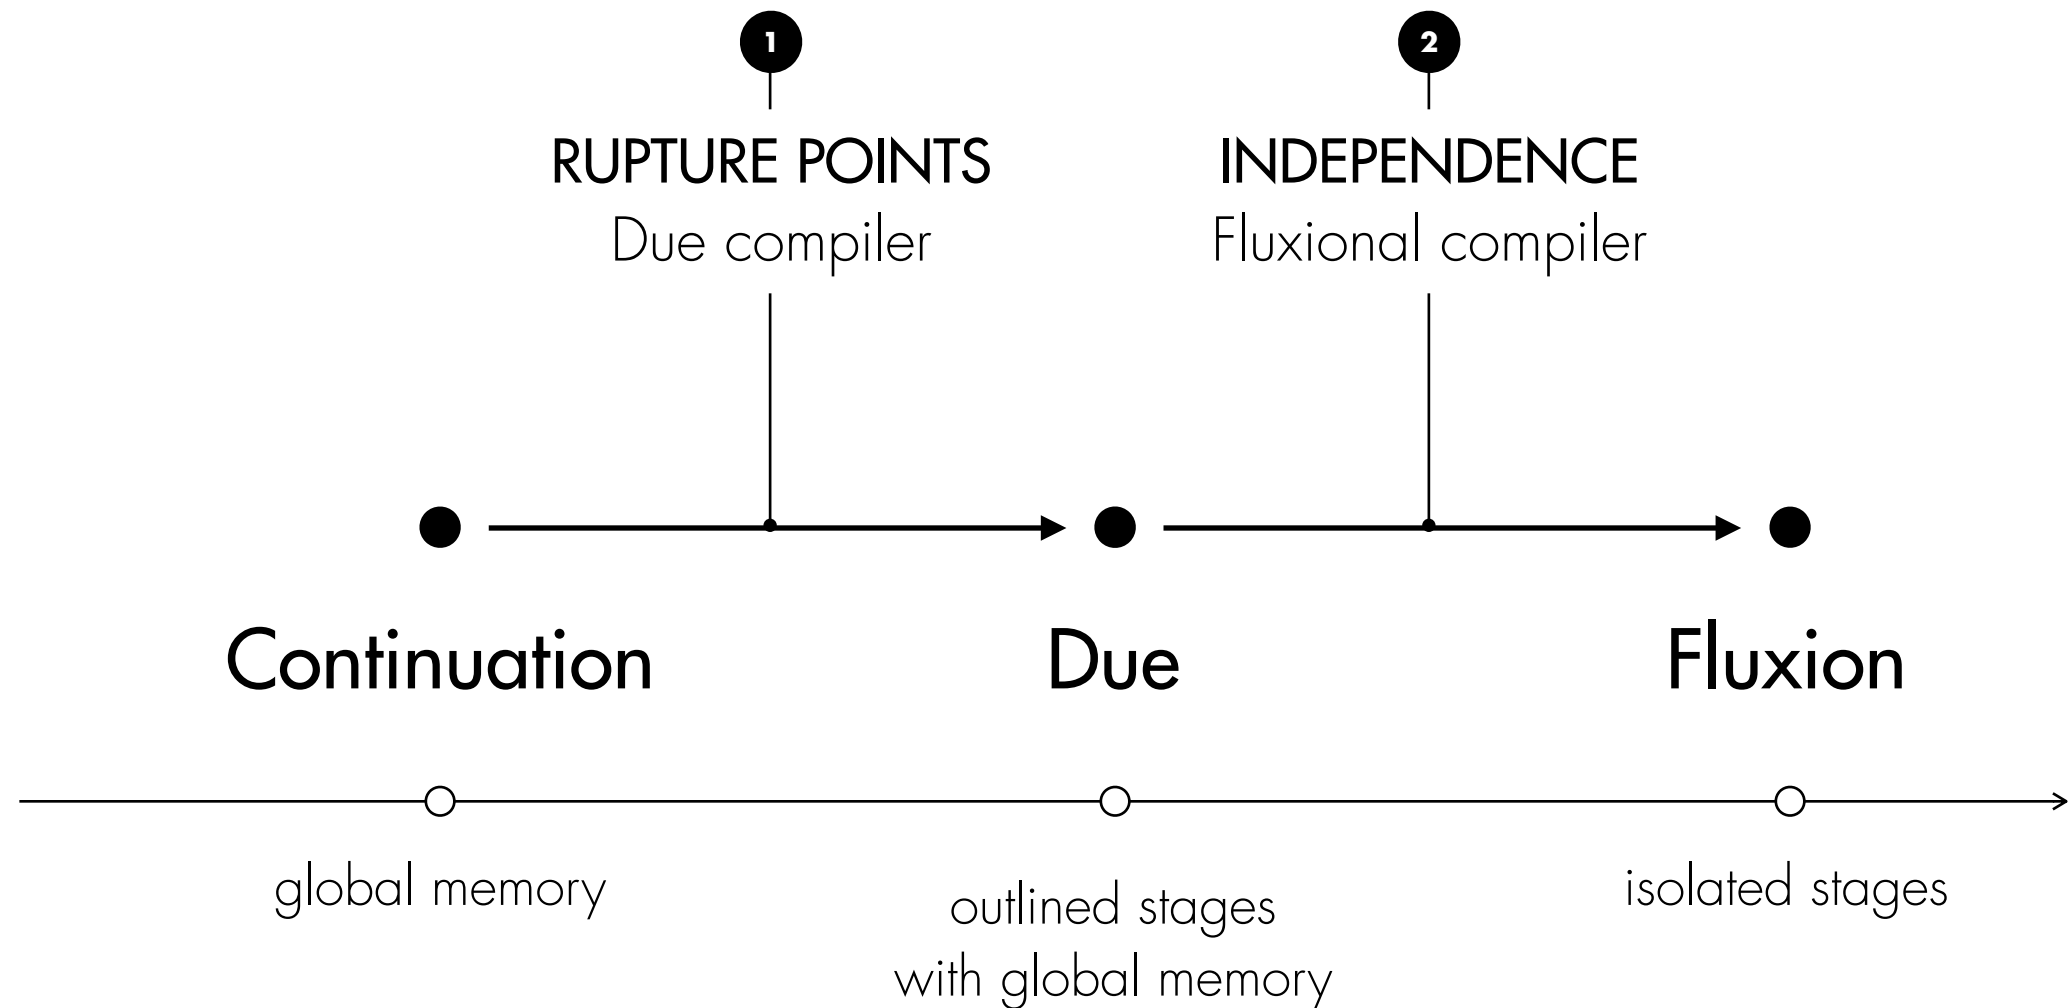 1
RUPTURE POINTS
Due compiler
2
INDEPENDENCE
Fluxional compiler
Continuation
Due
Fluxion
global memory
outlined stages
with global memory
isolated stages